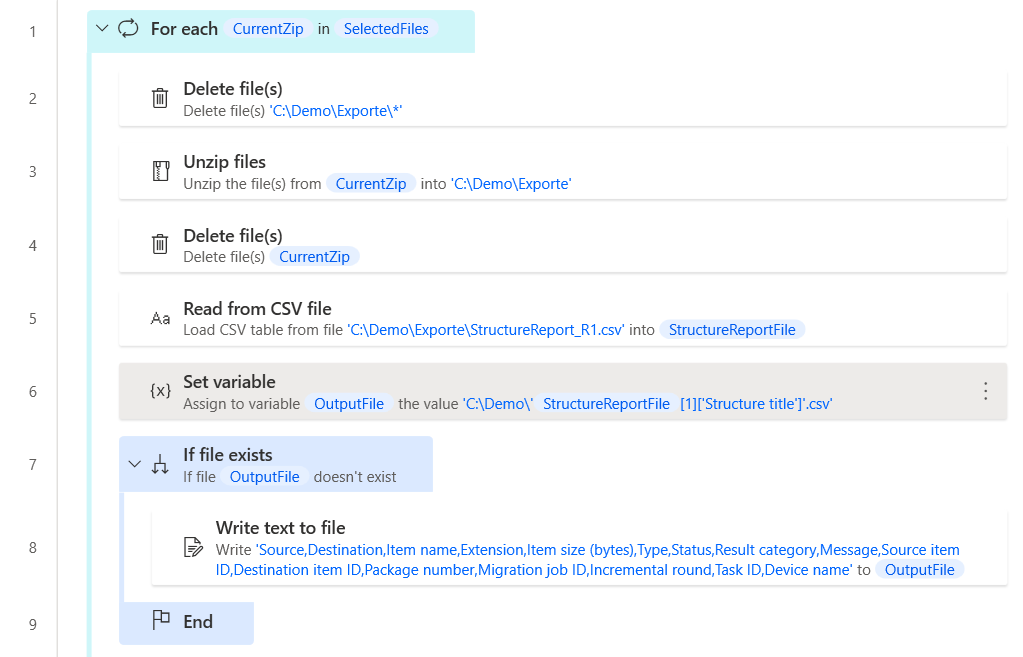 1 For each CurrentZip in SelectedFiles
2 Delete file(s)
Delete file(s) 'C:\Demo\Exporte\*'
3 Unzip files
Unzip the file(s) from CurrentZip into 'C:\Demo\Exporte'
4 Delete file(s)
Delete file(s) CurrentZip
5 Aa Read from CSV file
Load CSV table from file 'C:\Demo\Exporte\StructureReport_R1.csv' into StructureReportFile
6 {x} Set variable
Assign to variable OutputFile the value 'C:\Demo\' StructureReportFile [1]['Structure title']'.csv'
7 If file exists
If file OutputFile doesn't exist
8 Write text to file
Write 'Source,Destination,Item name,Extension,Item size (bytes),Type,Status,Result category,Message,Source item
ID,Destination item ID,Package number,Migration job ID,Incremental round,Task ID,Device name' to OutputFile
9 End